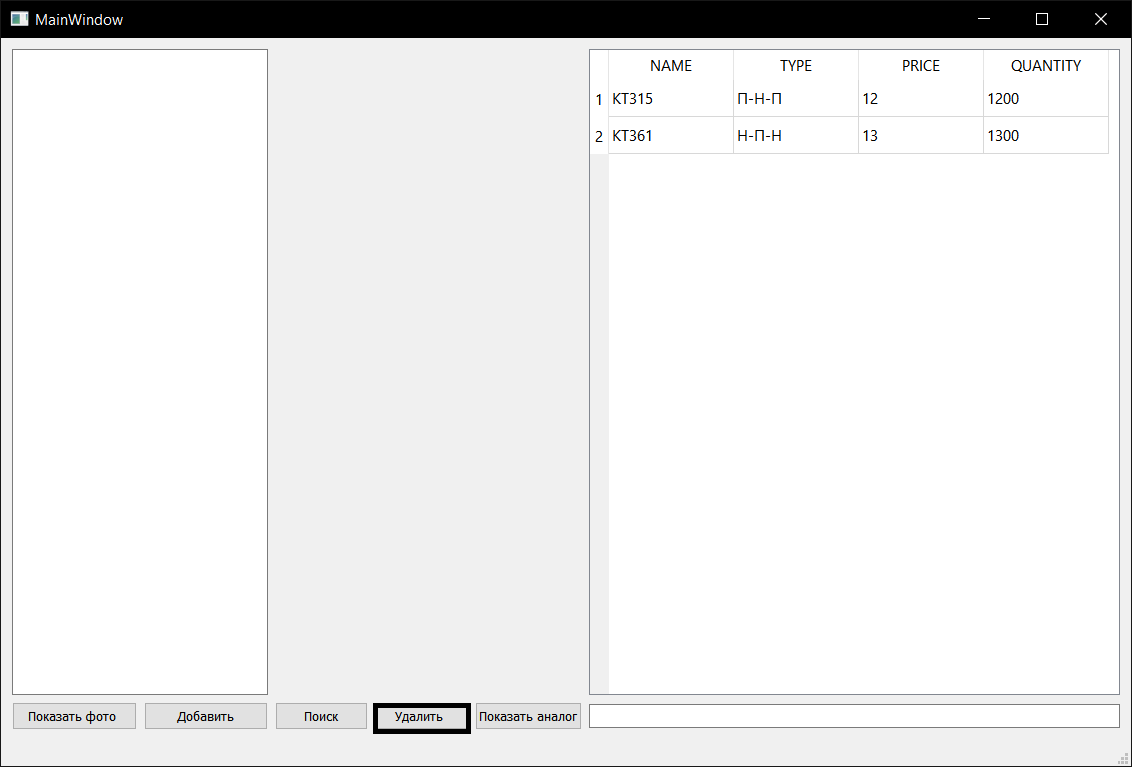 MainWindow
NAME TYPE PRICE QUANTITY
1 КТ315 П-Н-П 12 1200
2 КТ361 Н-П-Н 13 1300
Показать фото Добавить Поиск Удалить Показать аналог